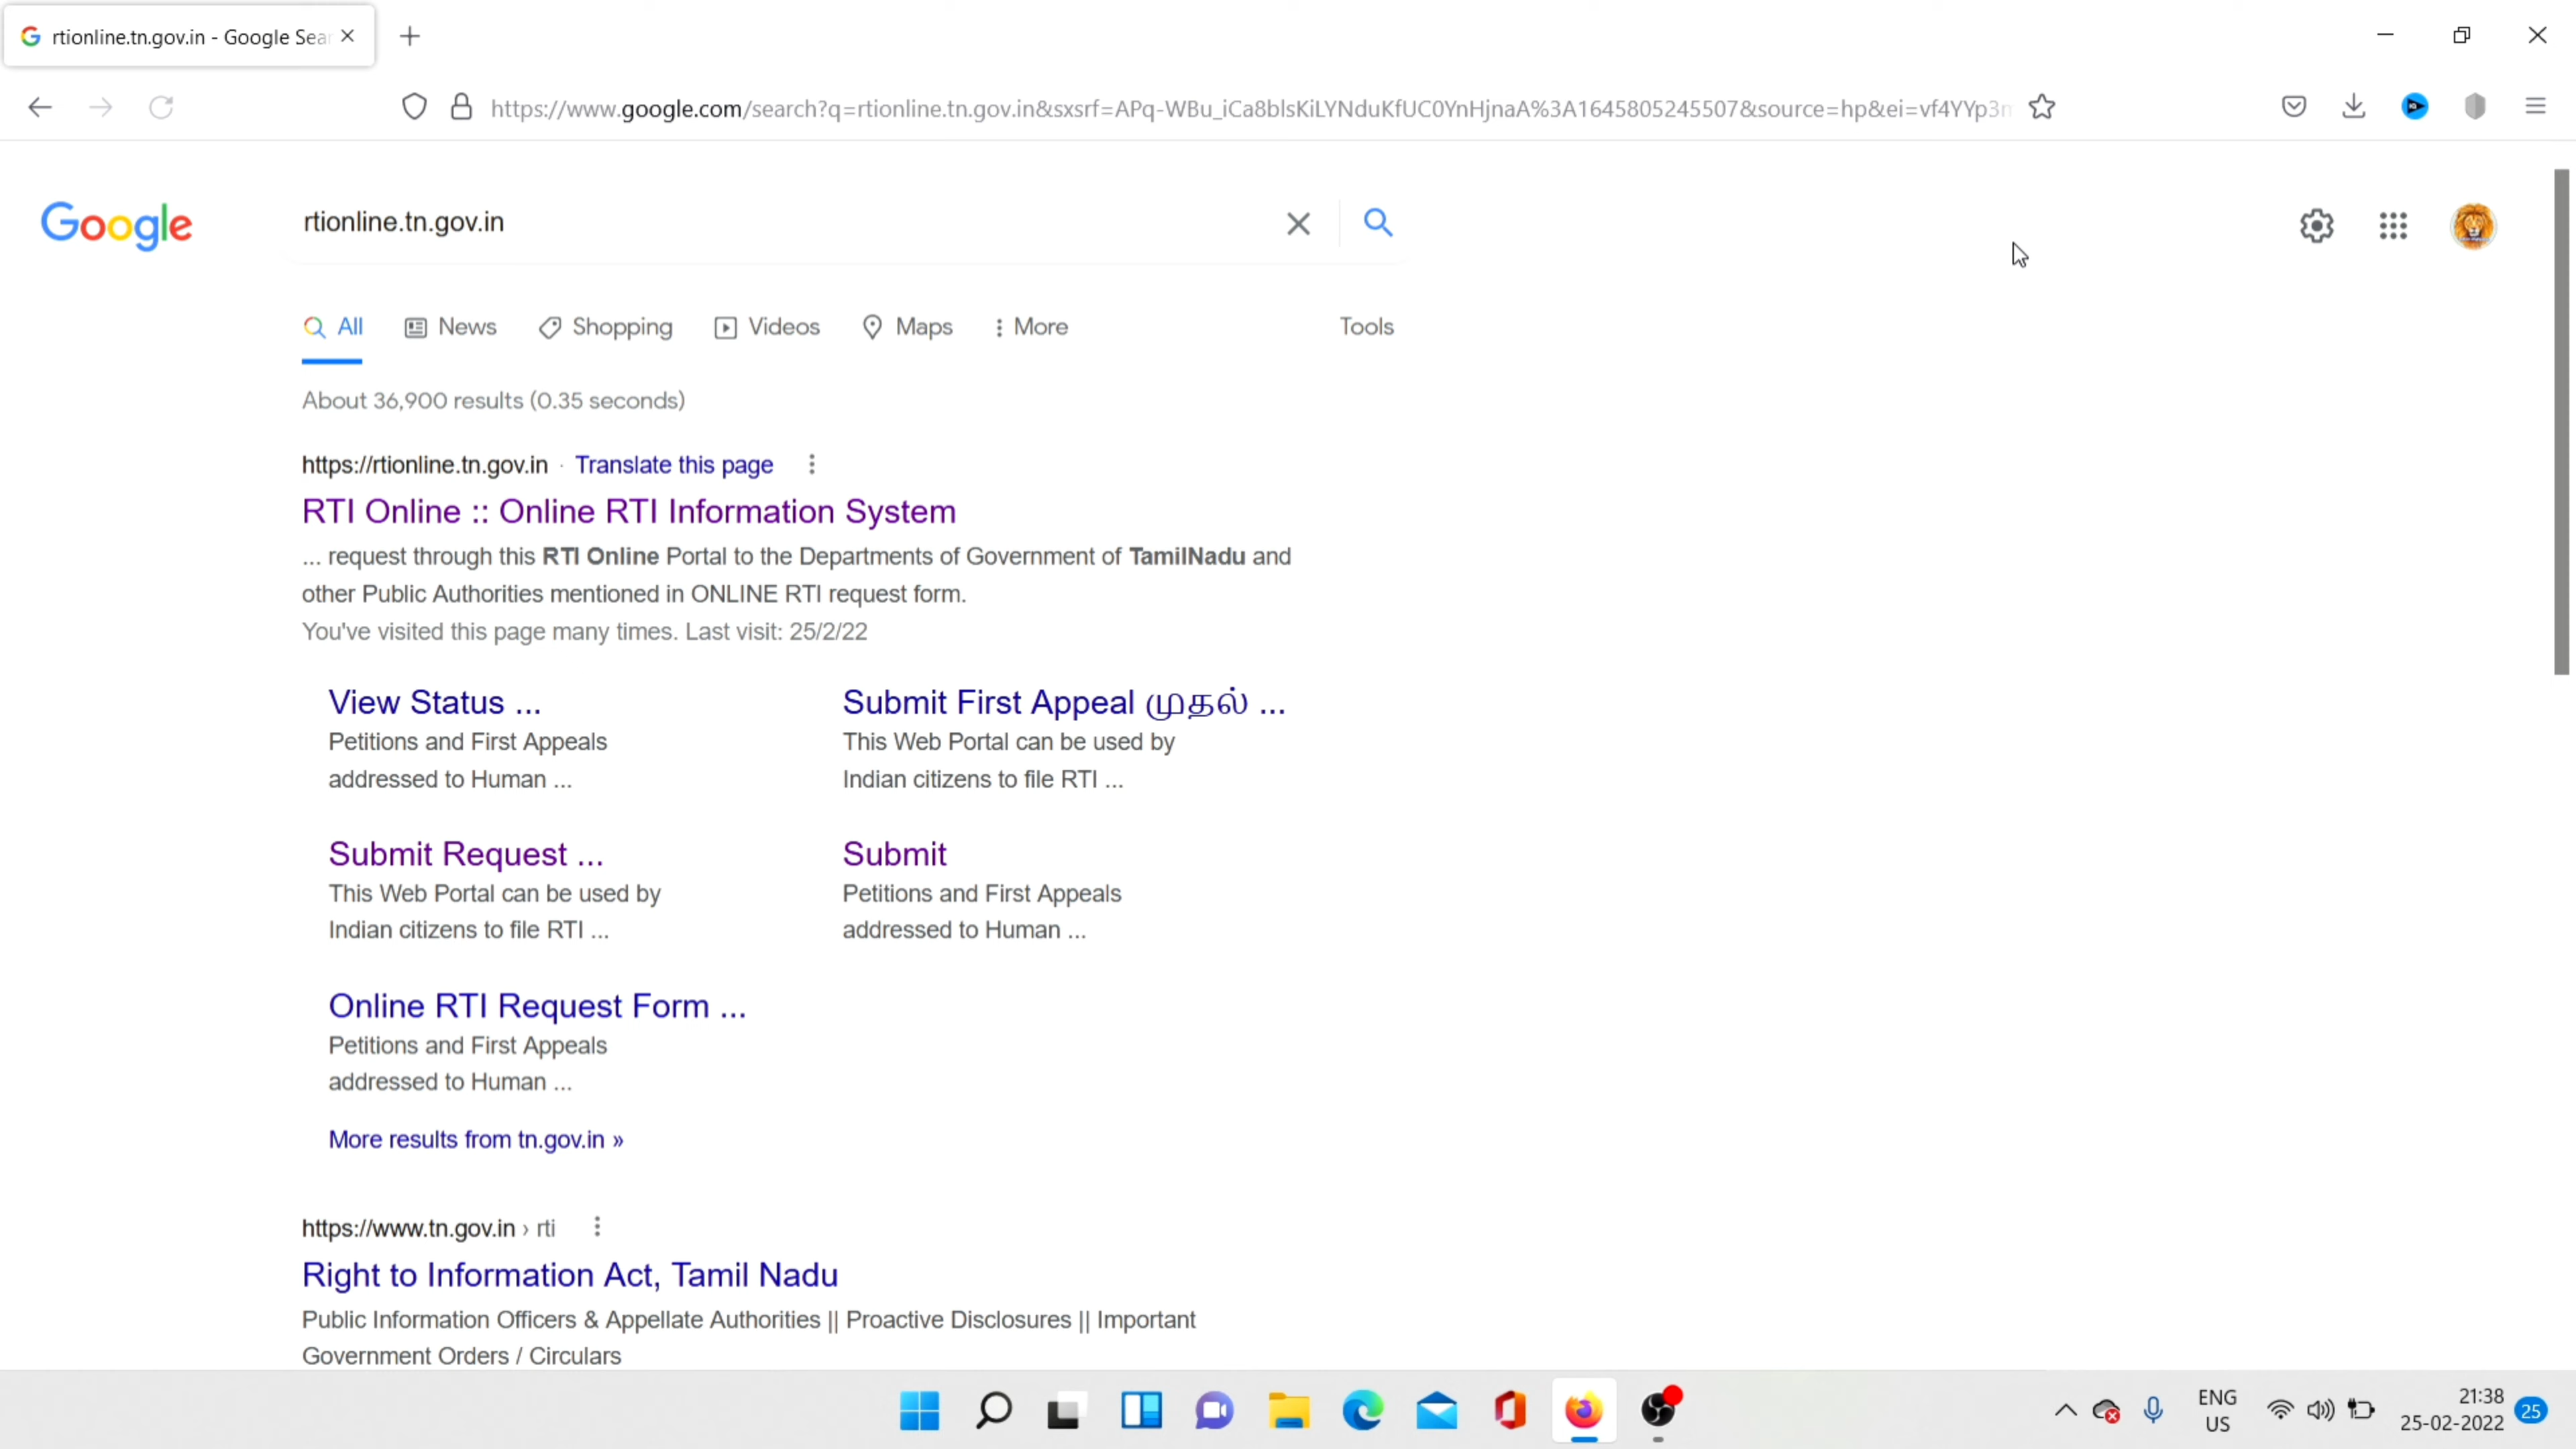 rtionline.tn.gov.in - Google Sear
https://www.google.com/search?q=rtionline.tn.gov.in&sxsrf=APq-WBu_iCa8blsKiLYNduKfUC0YnHjnaA%3A1645805245507&source=hp&ei=vf4YYp3m
Google
rtionline.tn.gov.in
All News Shopping Videos Maps More Tools
About 36,900 results (0.35 seconds)
https://rtionline.tn.gov.in · Translate this page
RTI Online :: Online RTI Information System
... request through this RTI Online Portal to the Departments of Government of TamilNadu and
other Public Authorities mentioned in ONLINE RTI request form.
You've visited this page many times. Last visit: 25/2/22
View Status ...
Petitions and First Appeals
addressed to Human ...
Submit First Appeal முதல் ...
This Web Portal can be used by
Indian citizens to file RTI ...
Submit Request ...
This Web Portal can be used by
Indian citizens to file RTI ...
Submit
Petitions and First Appeals
addressed to Human ...
Online RTI Request Form ...
Petitions and First Appeals
addressed to Human ...
More results from tn.gov.in »
https://www.tn.gov.in › rti
Right to Information Act, Tamil Nadu
Public Information Officers & Appellate Authorities || Proactive Disclosures || Important
Government Orders / Circulars
ENG
US
21:38
25-02-2022
25